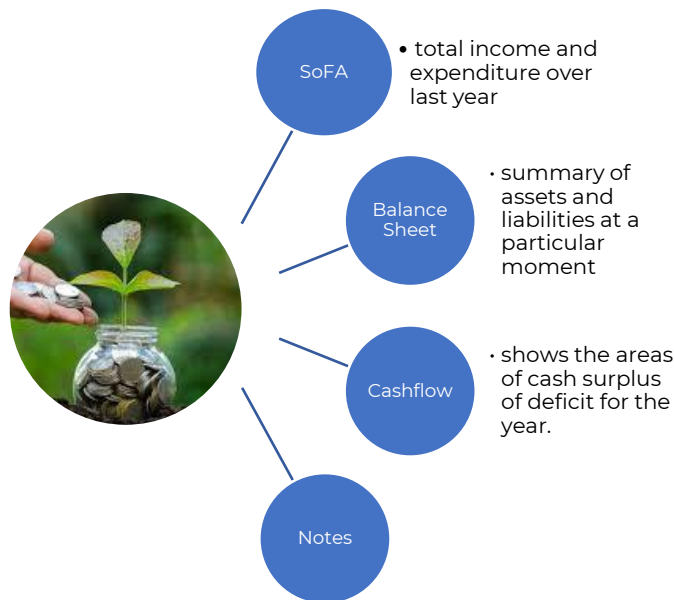 SoFA
• total income and
expenditure over
last year
Balance
Sheet
• summary of
assets and
liabilities at a
particular
moment
Cashflow
• shows the areas
of cash surplus
of deficit for the
year.
Notes